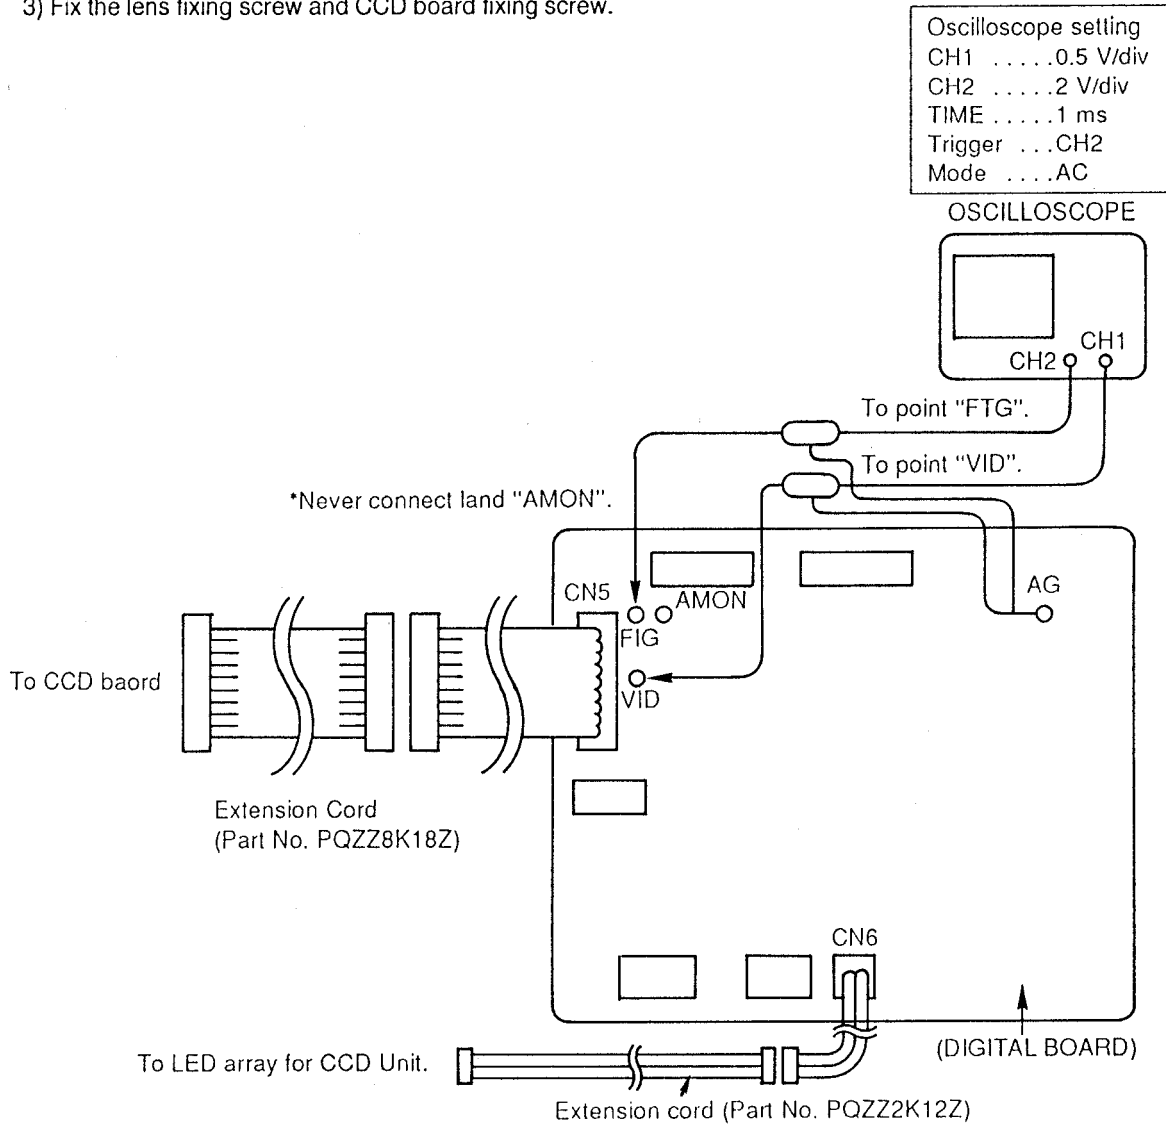 3) Fix the lens fixing screw and CCD board fixing screw.
Oscilloscope setting
CH1 .....0.5 V/div
CH2 .....2 V/div
TIME .....1 ms
Trigger ...CH2
Mode ....AC
OSCILLOSCOPE
CH1
CH2
To point "FTG".
To point "VID".
*Never connect land "AMON".
CN5
AMON
AG
FIG
To CCD baord
VID
Extension Cord
(Part No. PQZZ8K18Z)
CN6
(DIGITAL BOARD)
To LED array for CCD Unit.
Extension cord (Part No. PQZZ2K12Z)